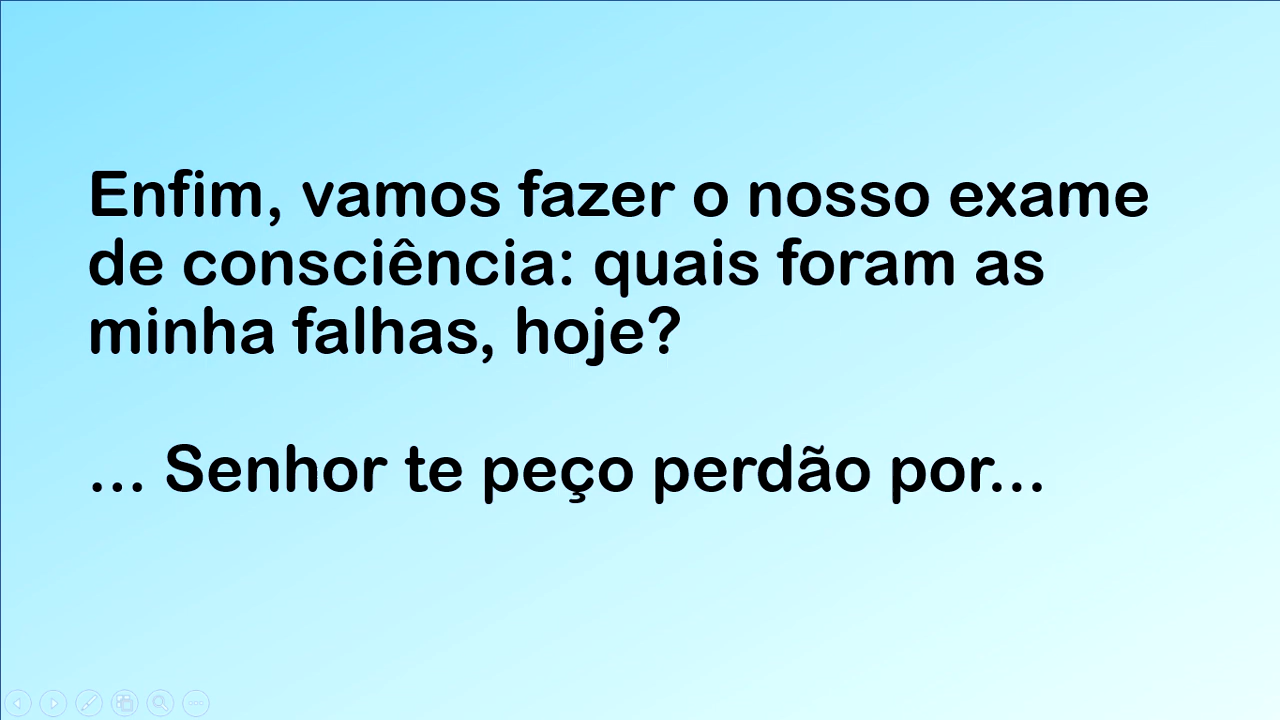 Enfim, vamos fazer o nosso exame
de consciência: quais foram as
minha falhas, hoje?
... Senhor te peço perdão por...